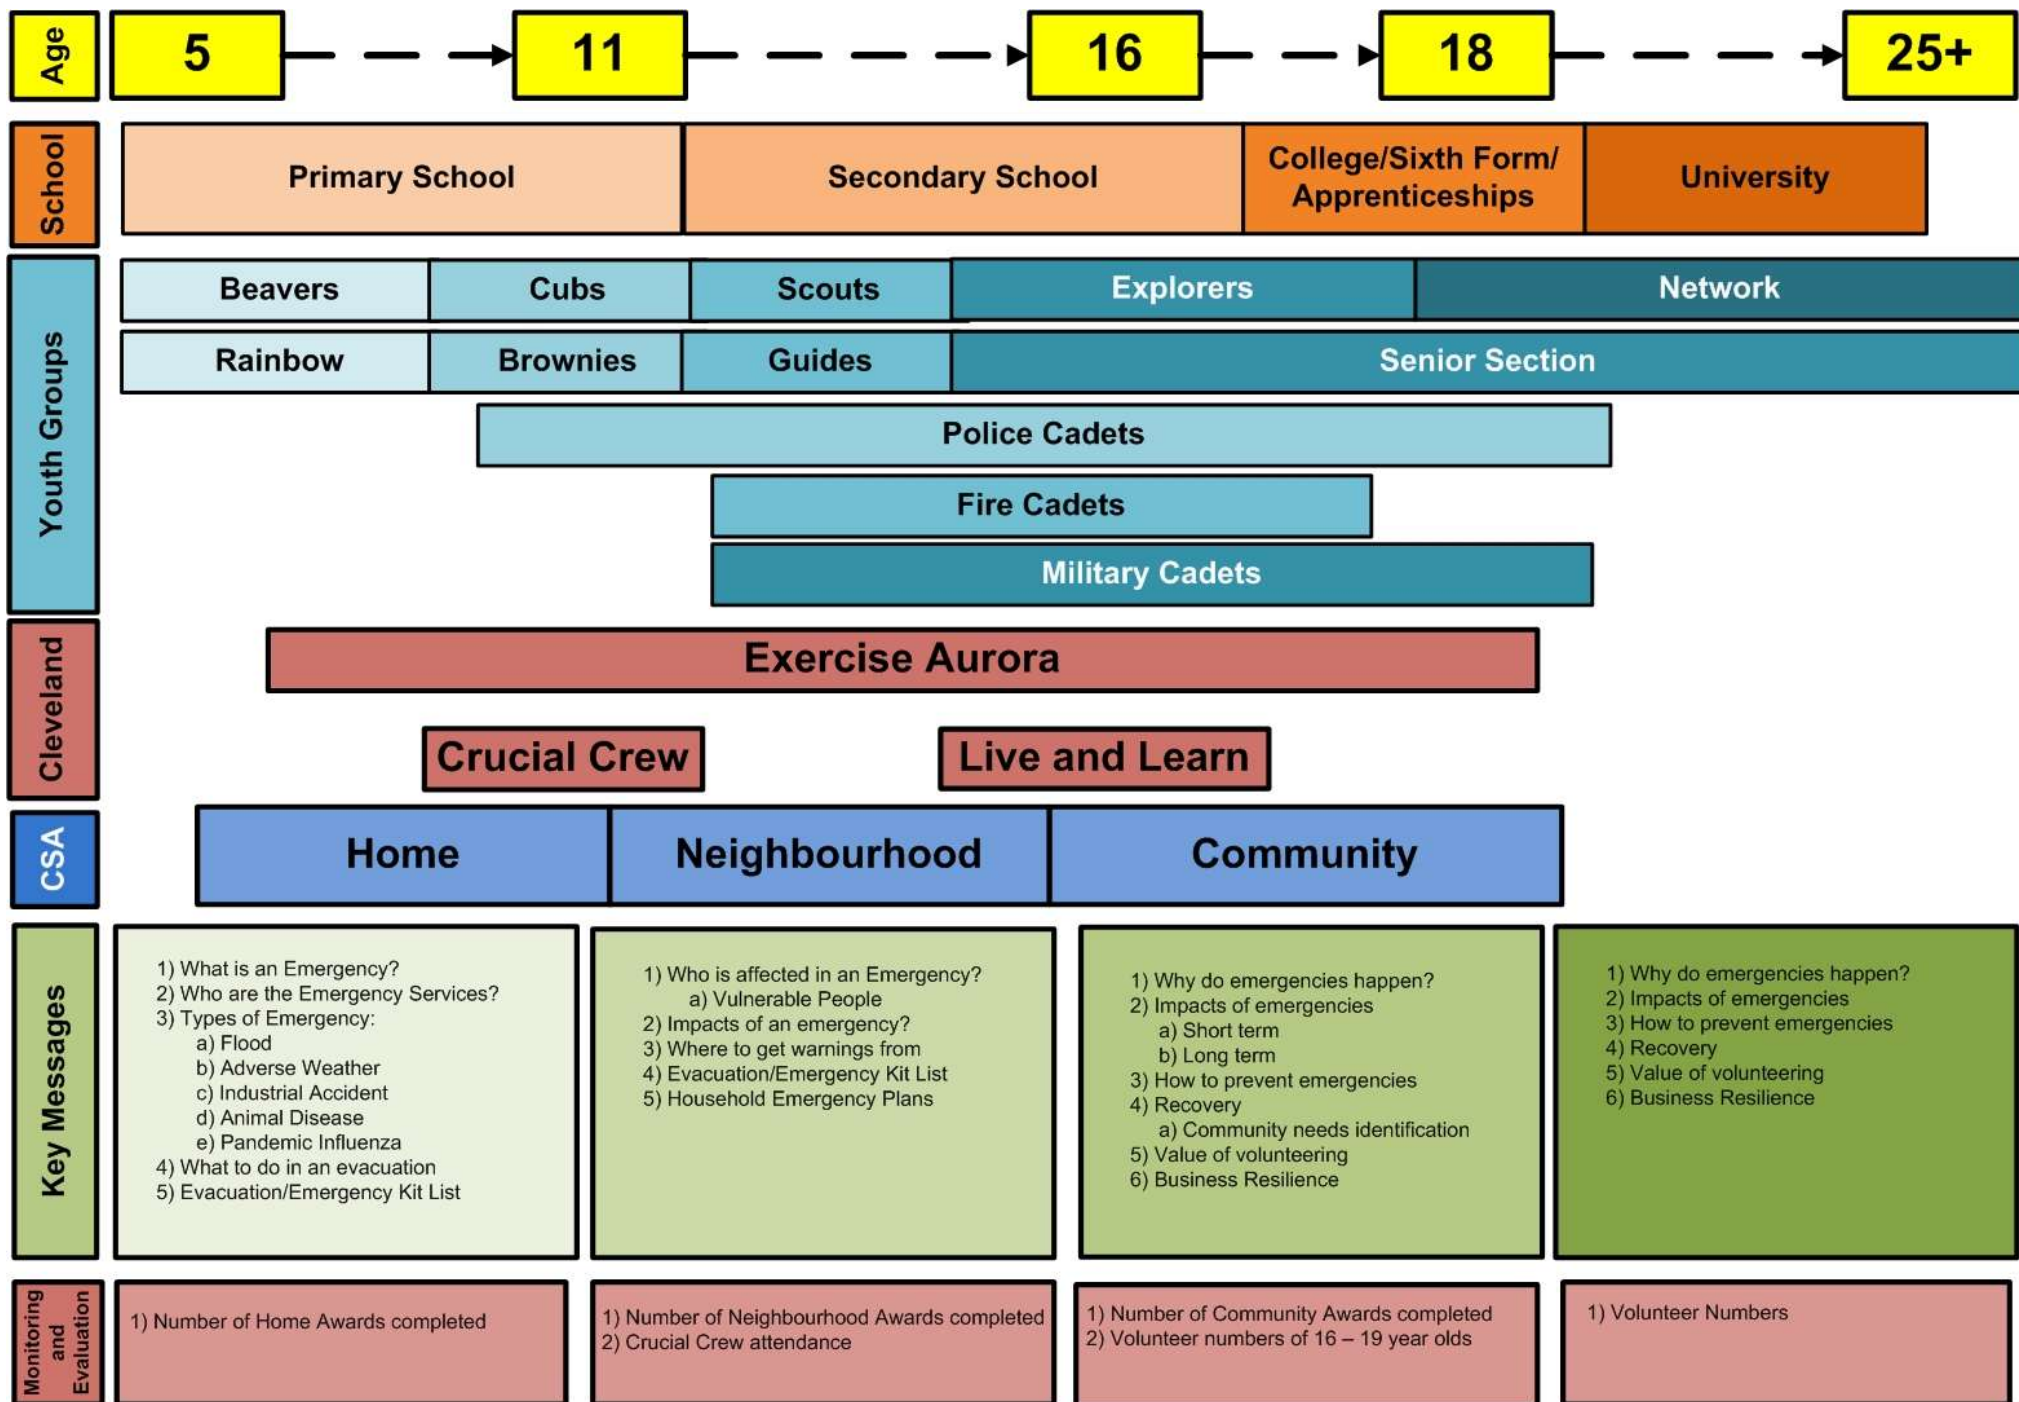 Age
5
11
16
18
25+
School
Primary School
Secondary School
College/Sixth Form/
Apprenticeships
University
Youth Groups
Beavers
Cubs
Scouts
Explorers
Network
Rainbow
Brownies
Guides
Senior Section
Police Cadets
Fire Cadets
Military Cadets
Cleveland
Exercise Aurora
Crucial Crew
Live and Learn
CSA
Home
Neighbourhood
Community
Key Messages
1) What is an Emergency?
2) Who are the Emergency Services?
3) Types of Emergency:
a) Flood
b) Adverse Weather
c) Industrial Accident
d) Animal Disease
e) Pandemic Influenza
4) What to do in an evacuation
5) Evacuation/Emergency Kit List
1) Who is affected in an Emergency?
a) Vulnerable People
2) Impacts of an emergency?
3) Where to get warnings from
4) Evacuation/Emergency Kit List
5) Household Emergency Plans
1) Why do emergencies happen?
2) Impacts of emergencies
a) Short term
b) Long term
3) How to prevent emergencies
4) Recovery
a) Community needs identification
5) Value of volunteering
6) Business Resilience
1) Why do emergencies happen?
2) Impacts of emergencies
3) How to prevent emergencies
4) Recovery
5) Value of volunteering
6) Business Resilience
Monitoring
and
Evaluation
1) Number of Home Awards completed
1) Number of Neighbourhood Awards completed
2) Crucial Crew attendance
1) Number of Community Awards completed
2) Volunteer numbers of 16 – 19 year olds
1) Volunteer Numbers